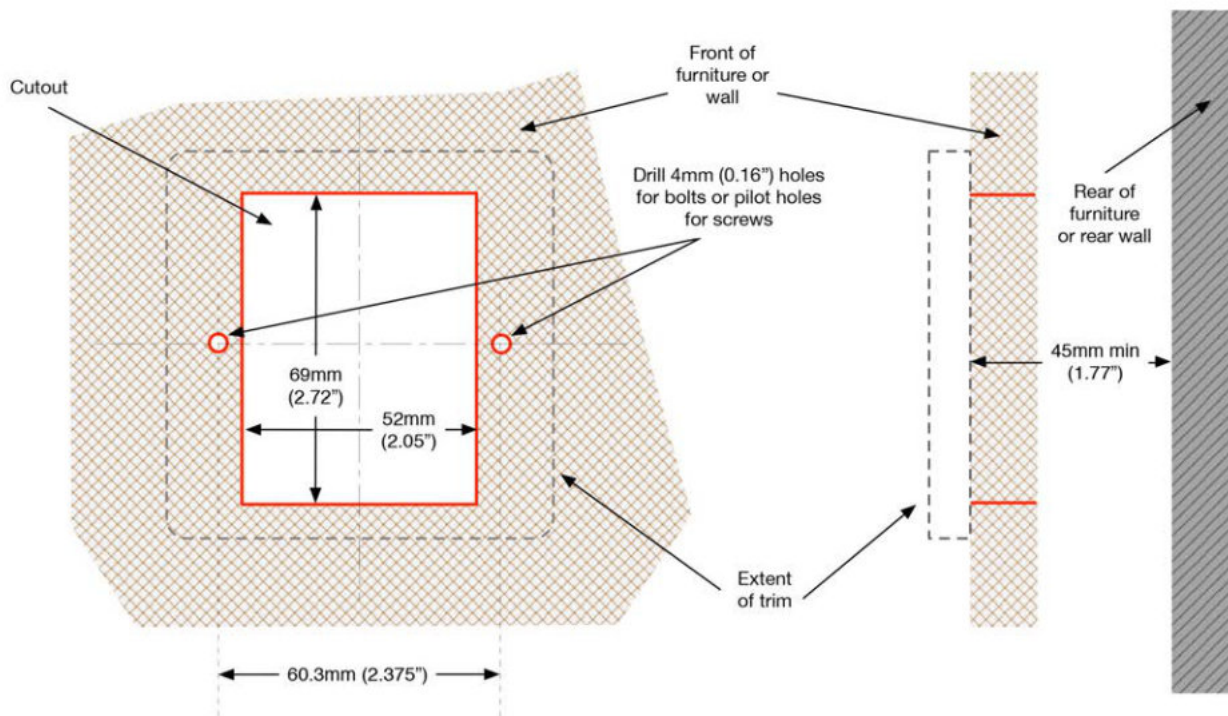 Cutout
Front of
furniture or
wall
Drill 4mm (0.16”) holes
for bolts or pilot holes
for screws
Rear of
furniture
or rear wall
69mm
(2.72”)
52mm
(2.05”)
45mm min
(1.77”)
Extent
of trim
60.3mm (2.375”)